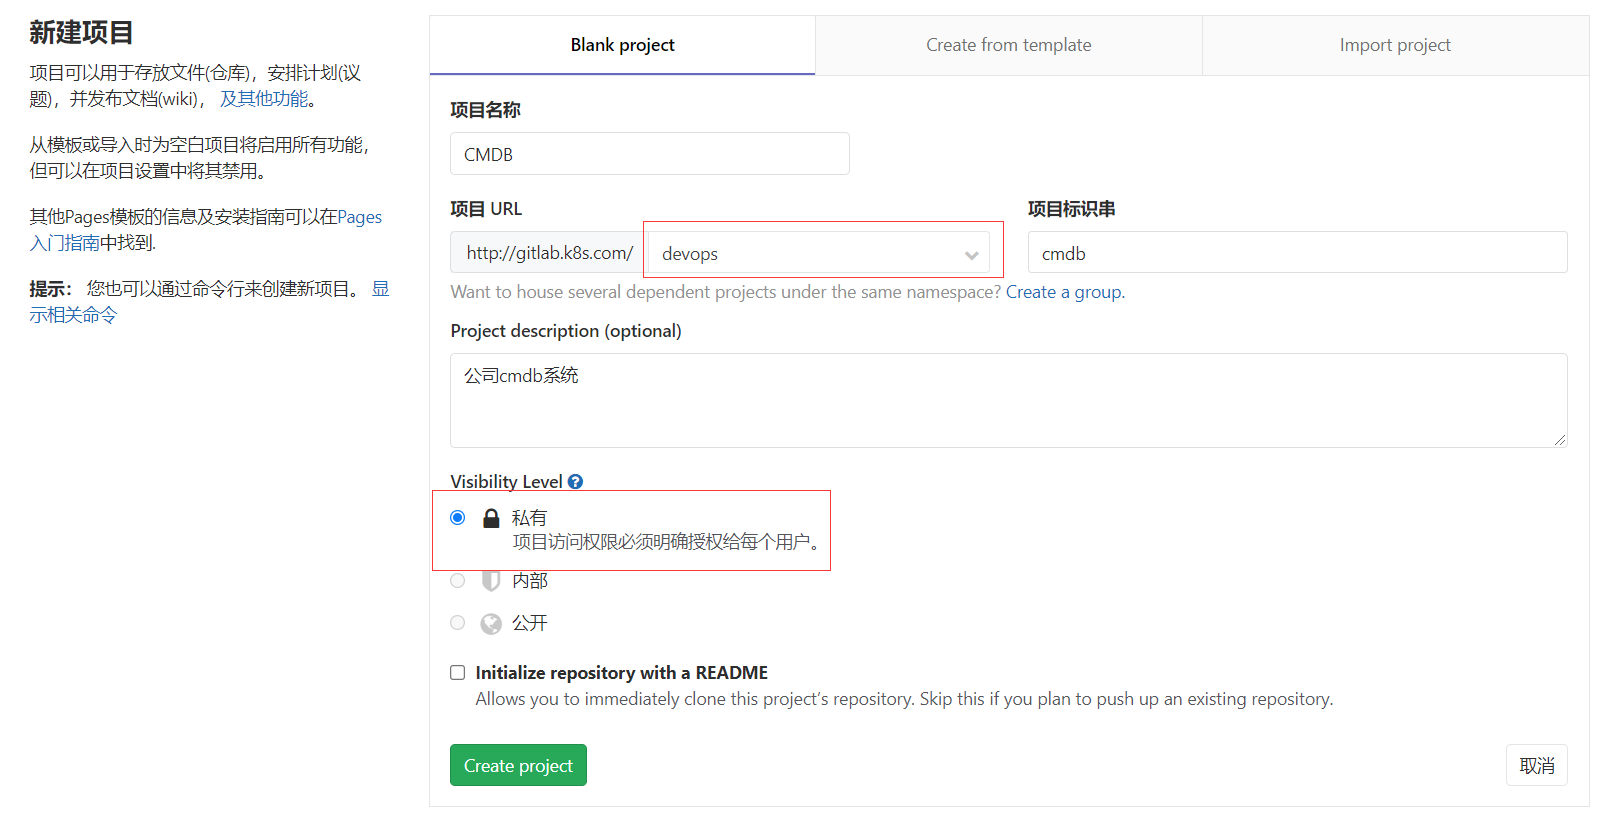 新建项目
项目可以用于存放文件(仓库)，安排计划(议
题)，并发布文档(wiki)， 及其他功能。
从模板或导入时为空白项目将启用所有功能，
但可以在项目设置中将其禁用。
其他Pages模板的信息及安装指南可以在Pages
入门指南中找到.
提示： 您也可以通过命令行来创建新项目。 显
示相关命令
Blank project
Create from template
Import project
项目名称
CMDB
项目 URL
项目标识串
http://gitlab.k8s.com/
devops
cmdb
Want to house several dependent projects under the same namespace? Create a group.
Project description (optional)
公司cmdb系统
Visibility Level
私有
项目访问权限必须明确授权给每个用户。
内部
公开
Initialize repository with a README
Allows you to immediately clone this project’s repository. Skip this if you plan to push up an existing repository.
Create project
取消